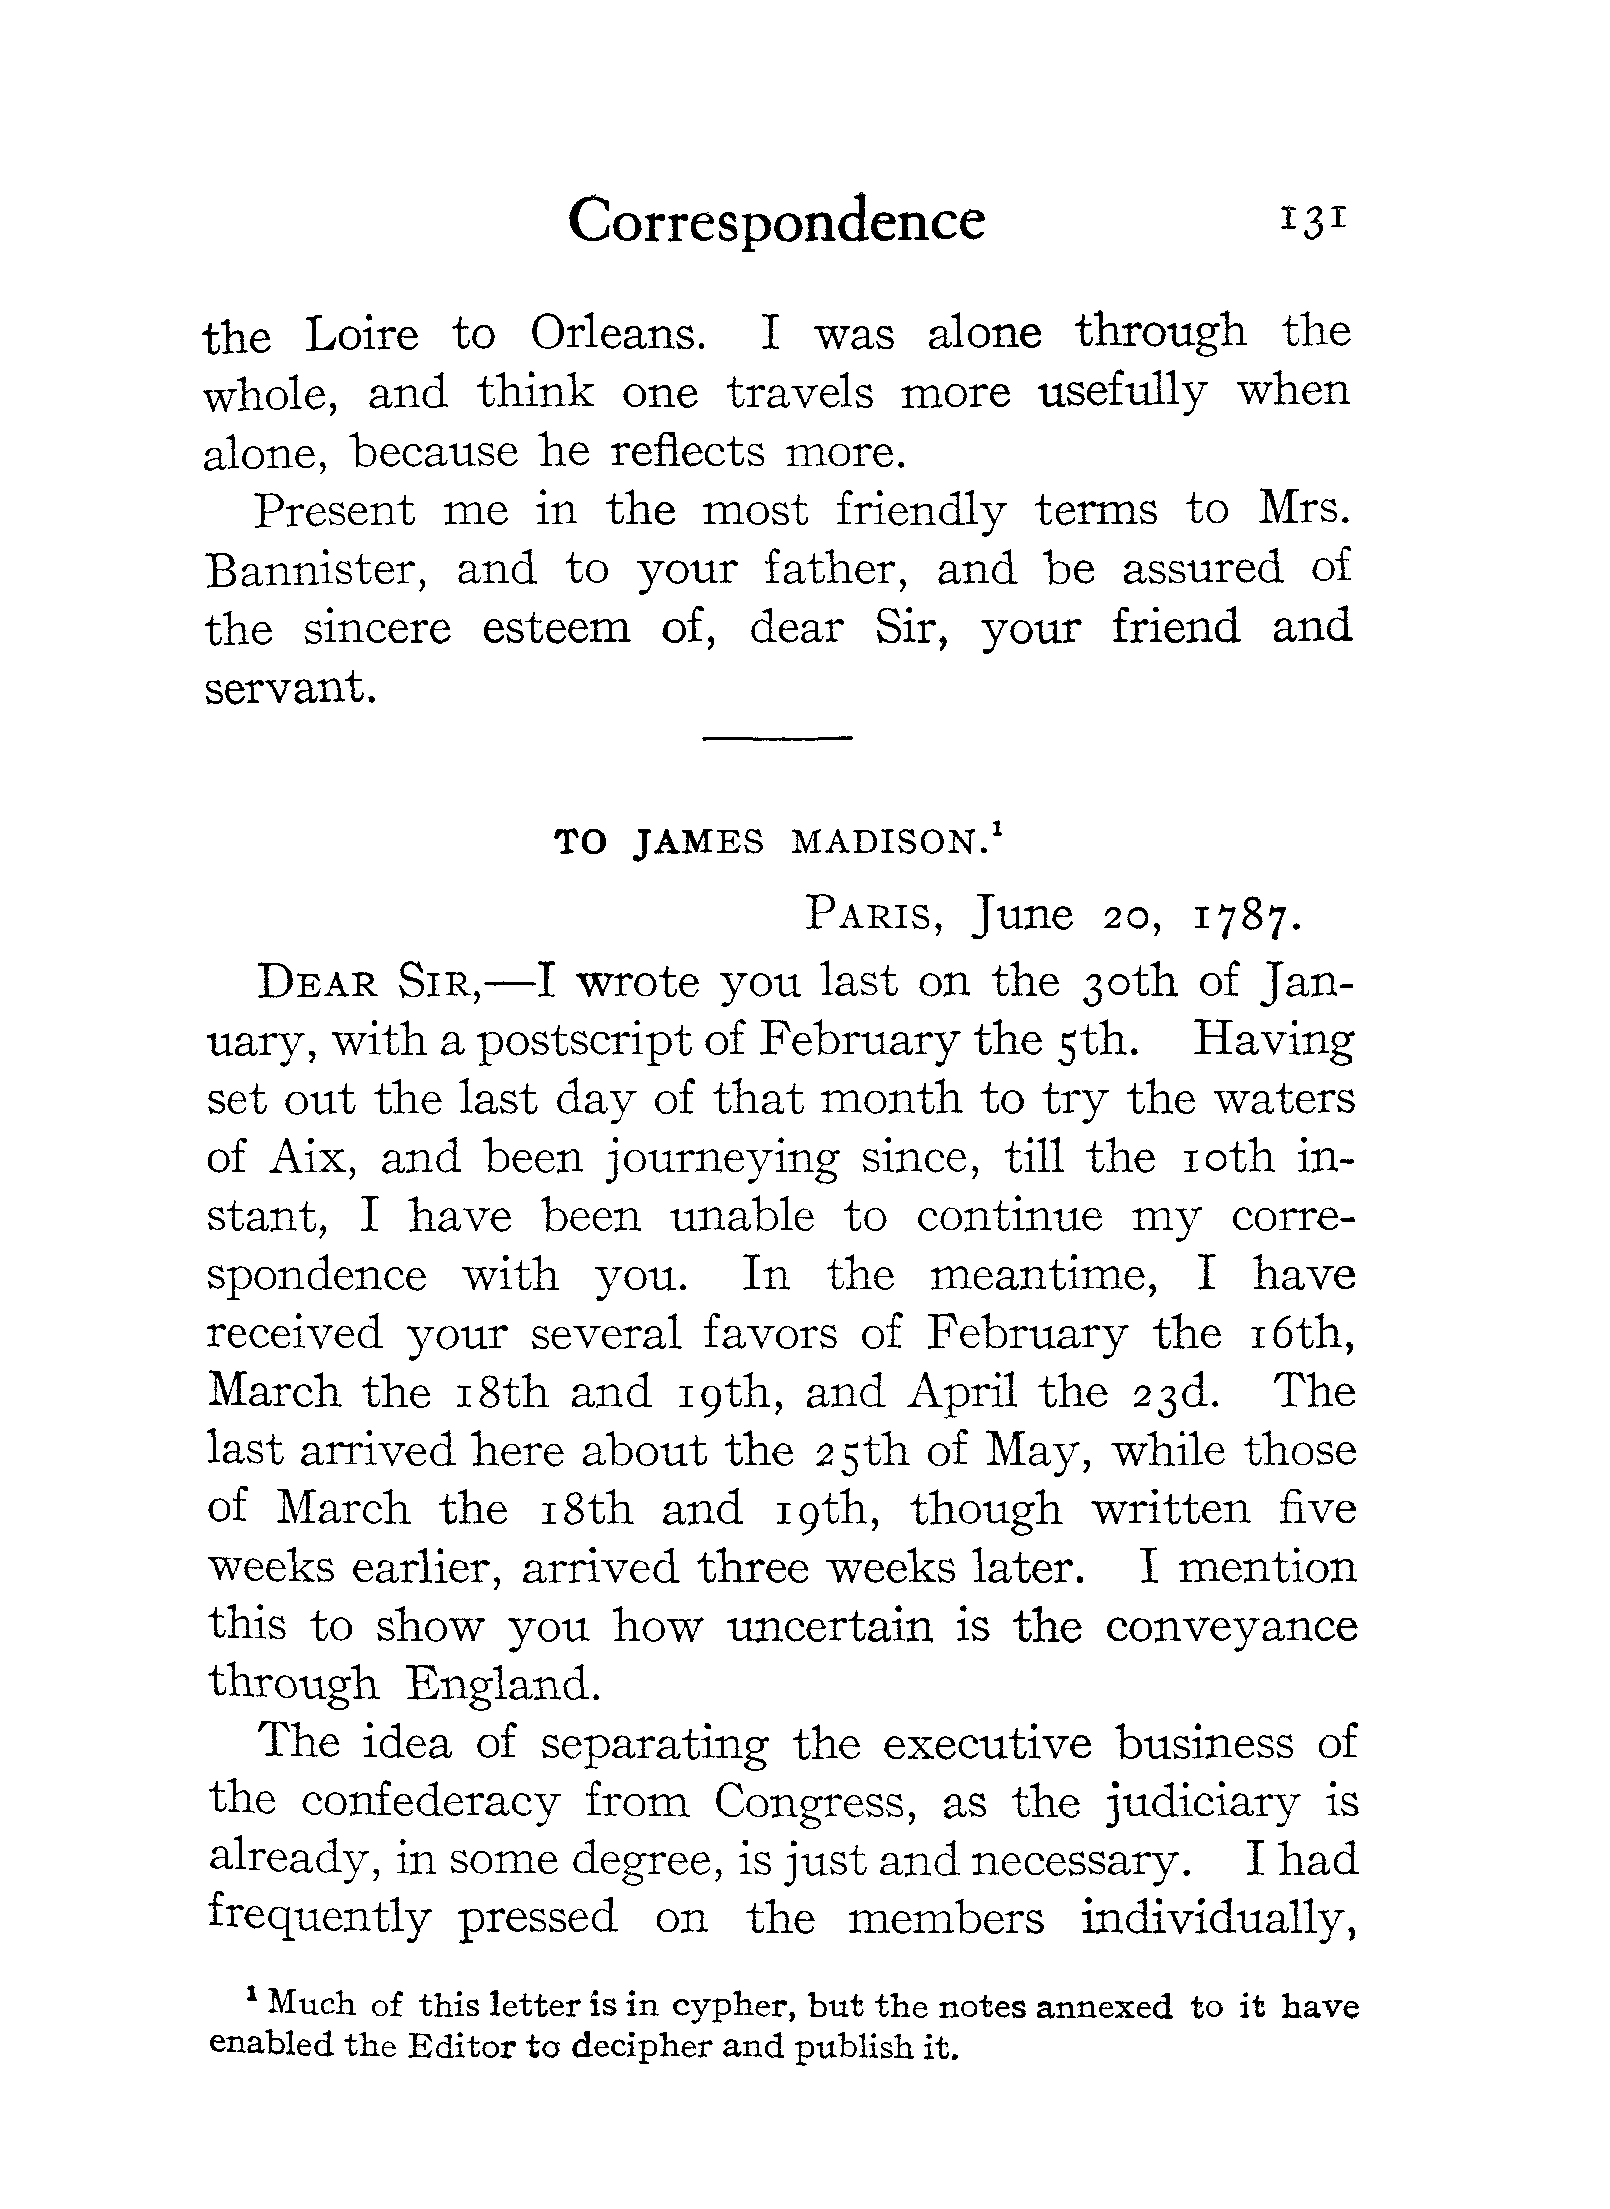 Correspondence 131
the Loire to Orleans. I was alone through the
whole, and think one travels more usefully when
alone, because he reflects more.
Present me in the most friendly terms to Mrs.
Bannister, and to your father, and be assured of
the sincere esteem of, dear Sir, your friend and
servant.
TO JAMES MADISON.¹
PARIS, June 20, 1787.
DEAR SIR,—I wrote you last on the 30th of Jan-
uary, with a postscript of February the 5th. Having
set out the last day of that month to try the waters
of Aix, and been journeying since, till the 10th in-
stant, I have been unable to continue my corre-
spondence with you. In the meantime, I have
received your several favors of February the 16th,
March the 18th and 19th, and April the 23d. The
last arrived here about the 25th of May, while those
of March the 18th and 19th, though written five
weeks earlier, arrived three weeks later. I mention
this to show you how uncertain is the conveyance
through England.
The idea of separating the executive business of
the confederacy from Congress, as the judiciary is
already, in some degree, is just and necessary. I had
frequently pressed on the members individually,
¹ Much of this letter is in cypher, but the notes annexed to it have
enabled the Editor to decipher and publish it.